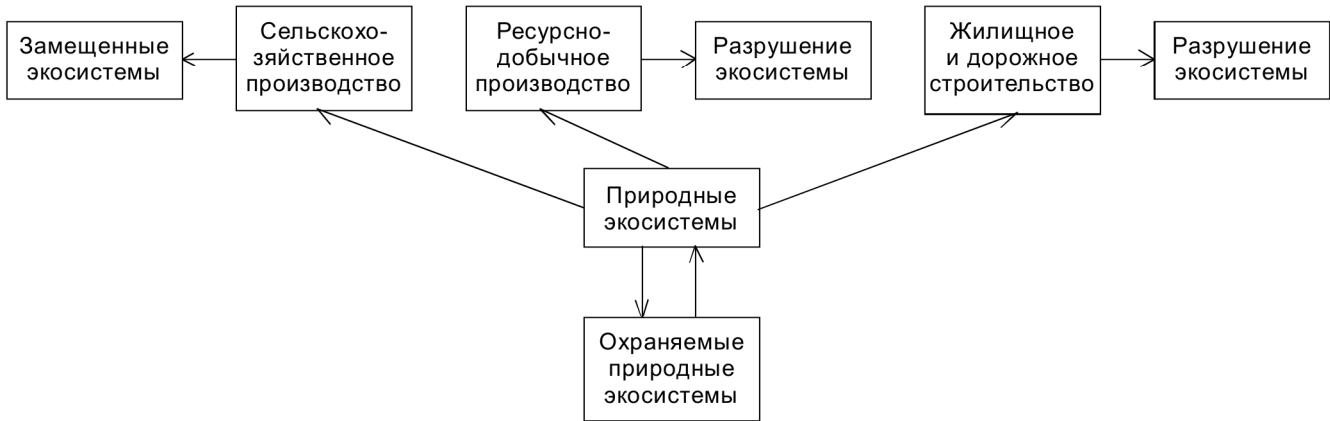 Замещенные
экосистемы
Сельскохо-
зяйственное
производство
Ресурсно-
добычное
производство
Разрушение
экосистемы
Жилищное
и дорожное
строительство
Разрушение
экосистемы
Природные
экосистемы
Охраняемые
природные
экосистемы